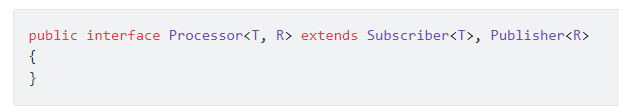 public interface Processor<T, R> extends Subscriber<T>, Publisher<R>
{
}